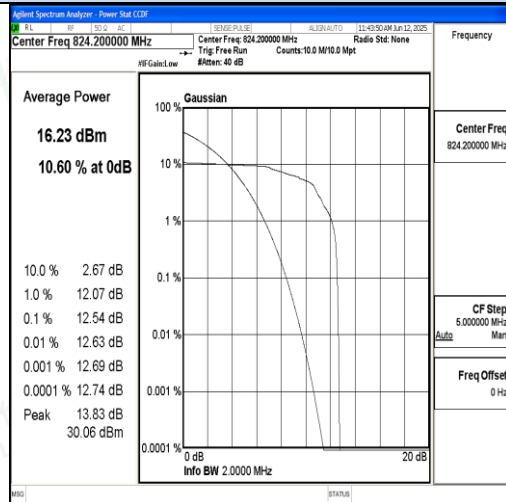 Agilent Spectrum Analyzer - Power Stat CCDF
RL RF 50 Ω AC SENSE:PULSE ALIGN AUTO 11:43:50 AM Jun 12, 2025
Center Freq 824.200000 MHz
Center Freq: 824.200000 MHz Radio Std: None
Trig: Free Run Counts:10.0 M/10.0 Mpt
#IFGain:Low #Atten: 40 dB
Frequency
Average Power
16.23 dBm
10.60 % at 0dB
10.0 % 2.67 dB
1.0 % 12.07 dB
0.1 % 12.54 dB
0.01 % 12.63 dB
0.001 % 12.69 dB
0.0001 % 12.74 dB
Peak 13.83 dB
30.06 dBm
Gaussian
100 %
10 %
1 %
0.1 %
0.01 %
0.001 %
0.0001 %
0 dB 20 dB
Info BW 2.0000 MHz
Center Freq
824.200000 MHz
CF Step
5.000000 MHz
Auto Man
Freq Offset
0 Hz
MSG STATUS